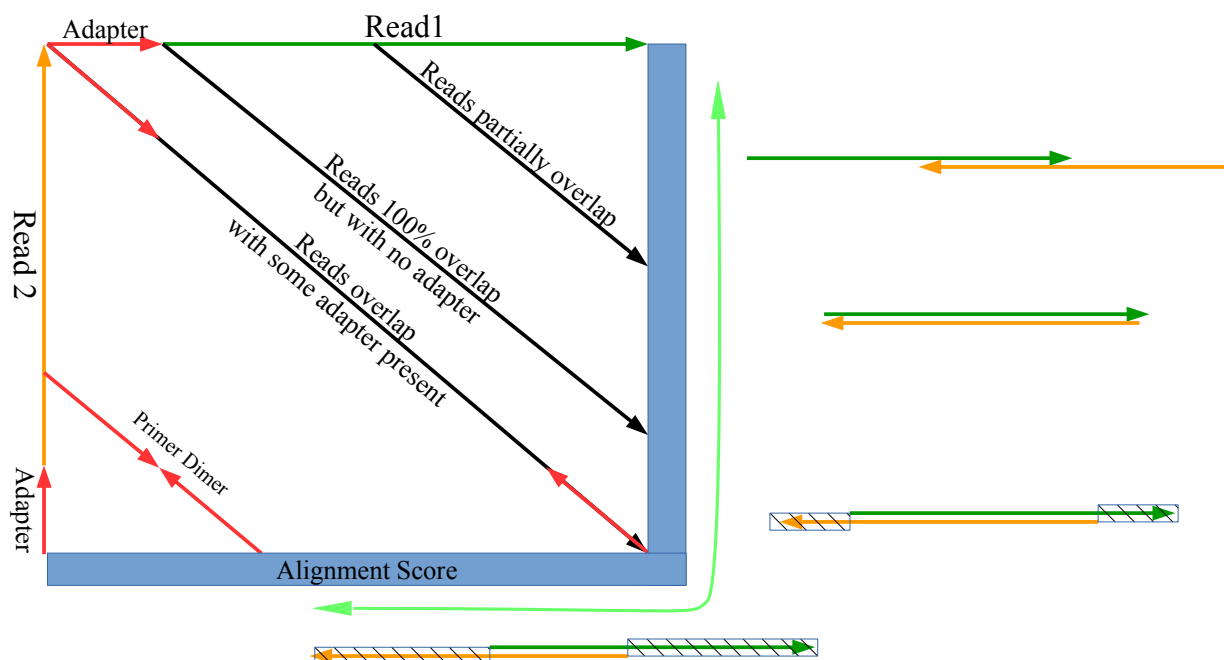 Adapter
Read1
Reads partially overlap
Reads 100% overlap
but with no adapter
Reads overlap
with some adapter present
Read 2
Primer Dimer
Adapter
Alignment Score